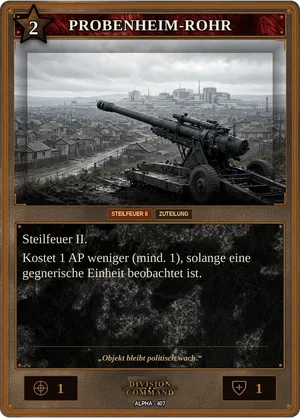 2
PROBENHEIM-ROHR
STEILFEUER II
ZUTEILUNG
Steilfeuer II.
Kostet 1 AP weniger (mind. 1), solange eine
gegnerische Einheit beobachtet ist.
„Objekt bleibt politisch wach.“
1
DIVISION
COMMAND
1
ALPHA · 407